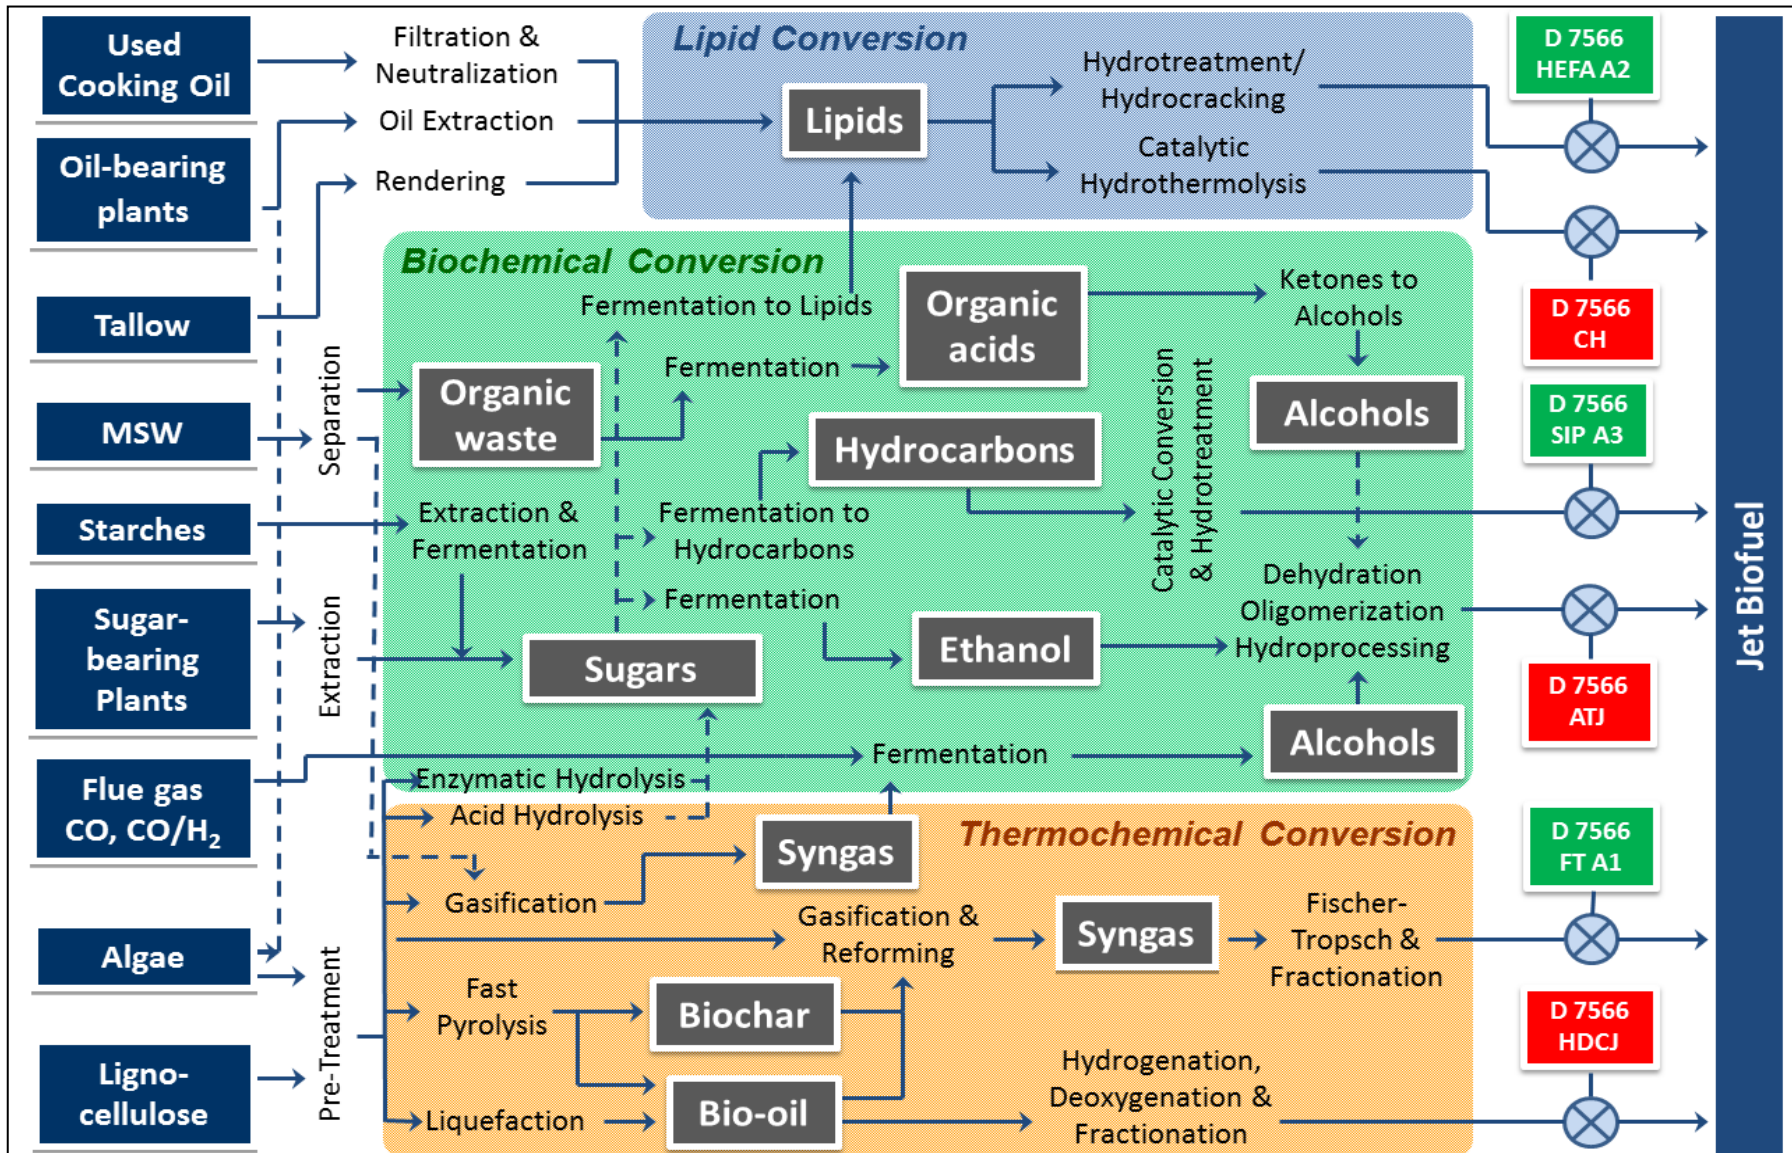 Used
Cooking Oil
Oil-bearing
plants
Tallow
MSW
Starches
Sugar-
bearing
Plants
Flue gas
CO, CO/H₂
Algae
Ligno-
cellulose
Filtration &
Neutralization
Oil Extraction
Rendering
Separation
Extraction
Pre-Treatment
Lipid Conversion
Lipids
Hydrotreatment/
Hydrocracking
Catalytic
Hydrothermolysis
Biochemical Conversion
Fermentation to Lipids
Organic
acids
Ketones to
Alcohols
Organic
waste
Fermentation
Alcohols
Hydrocarbons
Catalytic Conversion
& Hydrotreatment
Extraction &
Fermentation
Fermentation to
Hydrocarbons
Fermentation
Sugars
Ethanol
Dehydration
Oligomerization
Hydroprocessing
Fermentation
Alcohols
Enzymatic Hydrolysis
Acid Hydrolysis
Thermochemical Conversion
Syngas
Gasification
Gasification &
Reforming
Syngas
Fischer-
Tropsch &
Fractionation
Fast
Pyrolysis
Biochar
Liquefaction
Bio-oil
Hydrogenation,
Deoxygenation &
Fractionation
D 7566
HEFA A2
D 7566
CH
D 7566
SIP A3
D 7566
ATJ
D 7566
FT A1
D 7566
HDCJ
Jet Biofuel